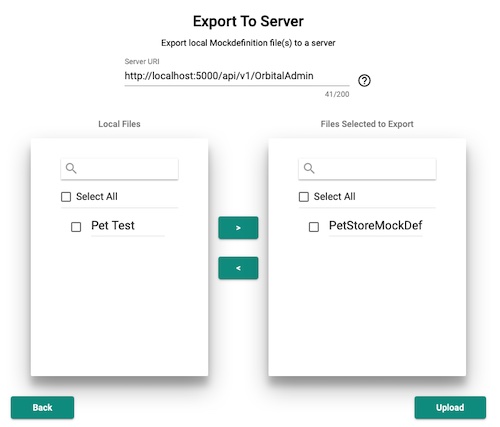 Export To Server
Export local Mockdefinition file(s) to a server
Server URI
http://localhost:5000/api/v1/OrbitalAdmin
?
41/200
Local Files
Files Selected to Export
Select All
Select All
Pet Test
PetStoreMockDef
>
<
Back
Upload